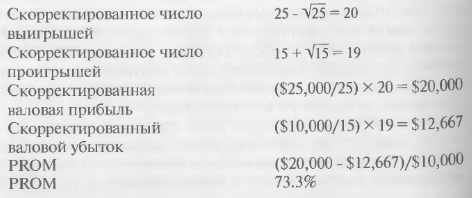 Скорректированное число 25 - √25 = 20
выигрышей
Скорректированное число 15 + √15 = 19
проигрышей
Скорректированная ($25,000/25) × 20 = $20,000
валовая прибыль
Скорректированный ($10,000/15) × 19 = $12,667
валовой убыток
PROM ($20,000 - $12,667)/$10,000
PROM 73.3%